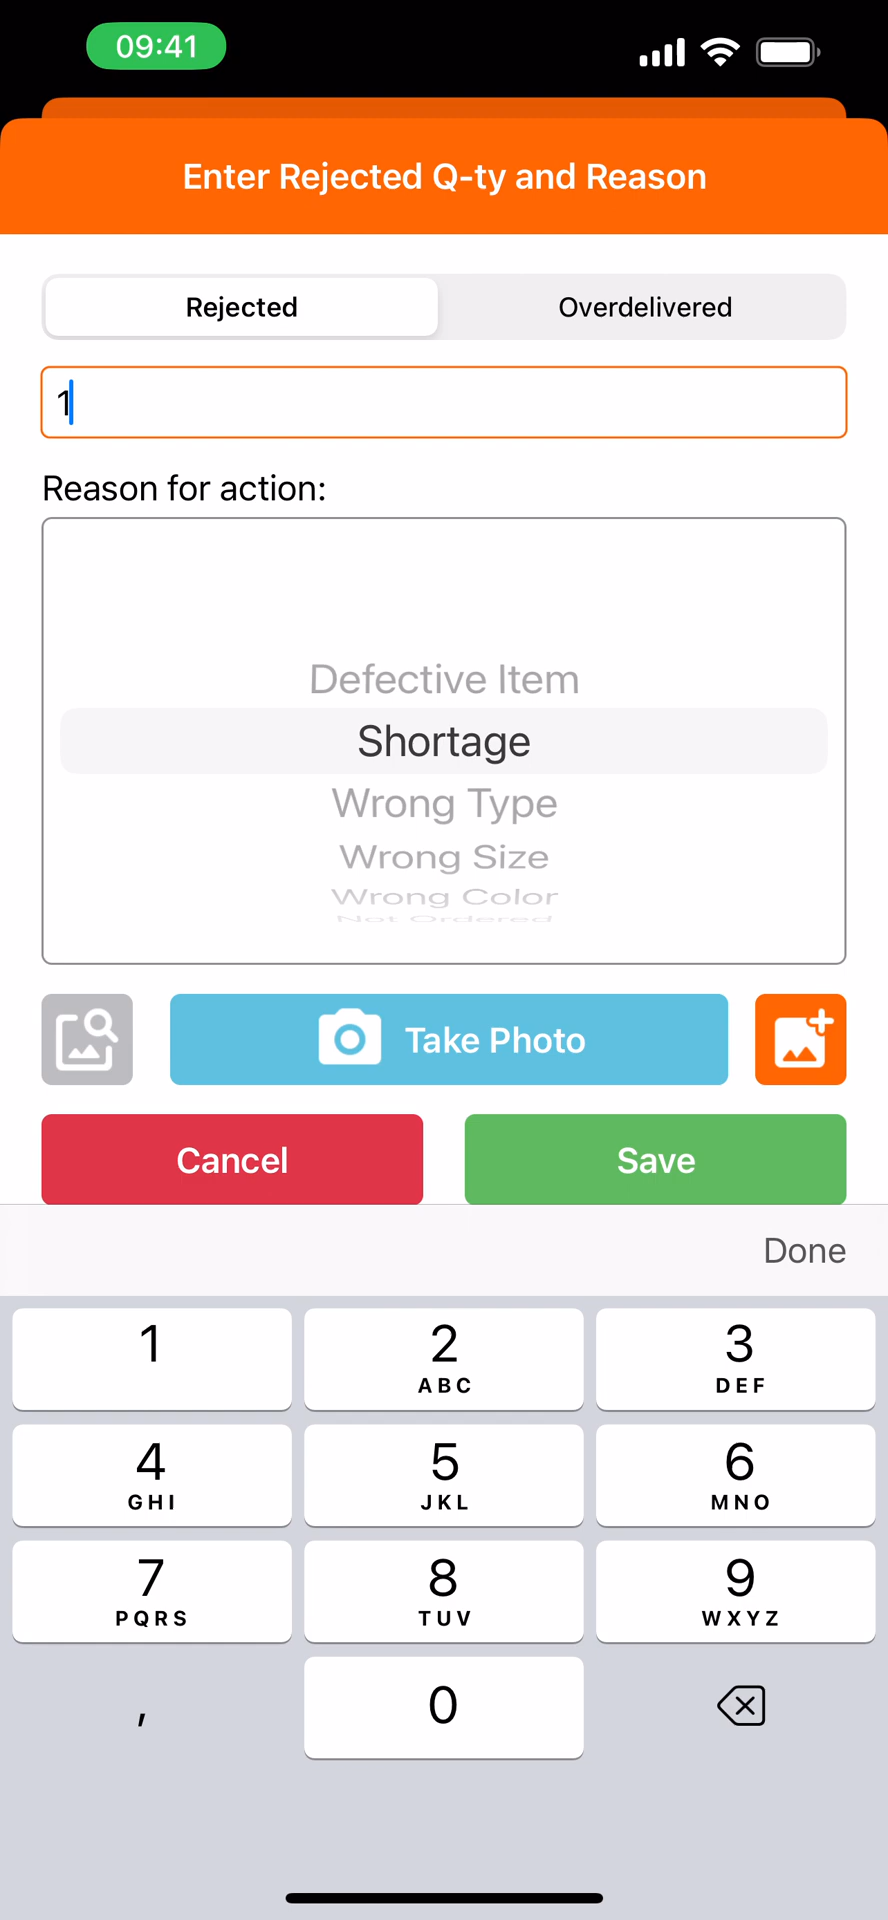 09:41
Enter Rejected Q-ty and Reason
Rejected
Overdelivered
1
Reason for action:
Defective Item
Shortage
Wrong Type
Wrong Size
Wrong Color
Not Ordered
Take Photo
Cancel
Save
Done
1
2
ABC
3
DEF
4
GHI
5
JKL
6
MNO
7
PQRS
8
TUV
9
WXYZ
,
0